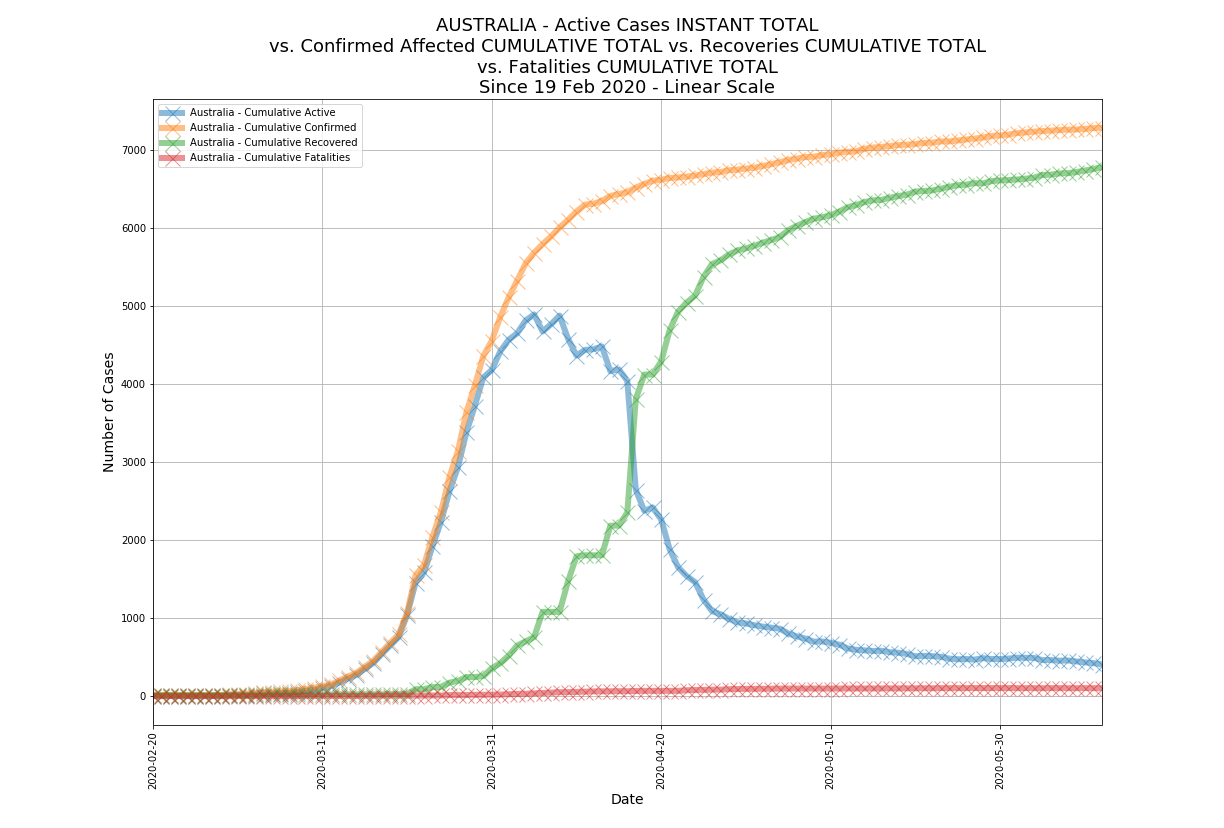 AUSTRALIA - Active Cases INSTANT TOTAL
vs. Confirmed Affected CUMULATIVE TOTAL vs. Recoveries CUMULATIVE TOTAL
vs. Fatalities CUMULATIVE TOTAL
Since 19 Feb 2020 - Linear Scale
Australia - Cumulative Active
Australia - Cumulative Confirmed
Australia - Cumulative Recovered
Australia - Cumulative Fatalities
Number of Cases
7000
6000
5000
4000
3000
2000
1000
0
2020-02-20
2020-03-11
2020-03-31
2020-04-20
2020-05-10
2020-05-30
Date